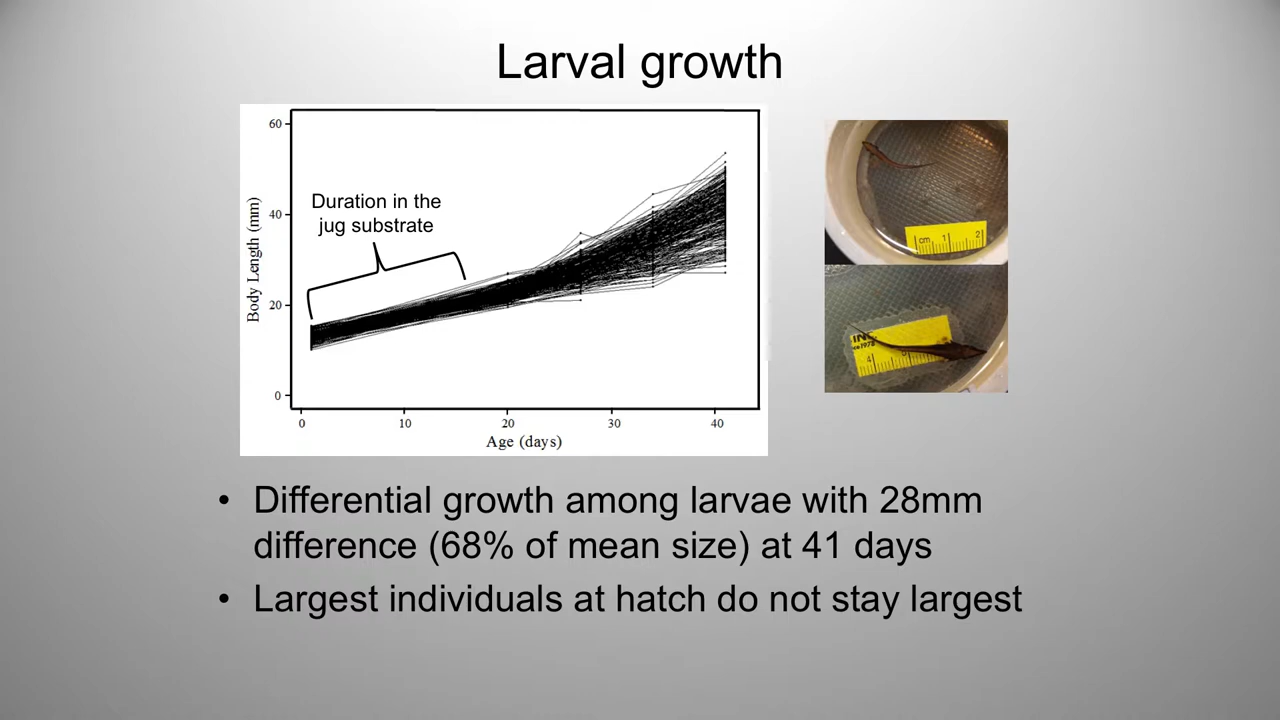 Larval growth
60
40
20
0
Body Length (mm)
Duration in the
jug substrate
0 10 20 30 40
Age (days)
cm 1 2
4
• Differential growth among larvae with 28mm
difference (68% of mean size) at 41 days
• Largest individuals at hatch do not stay largest